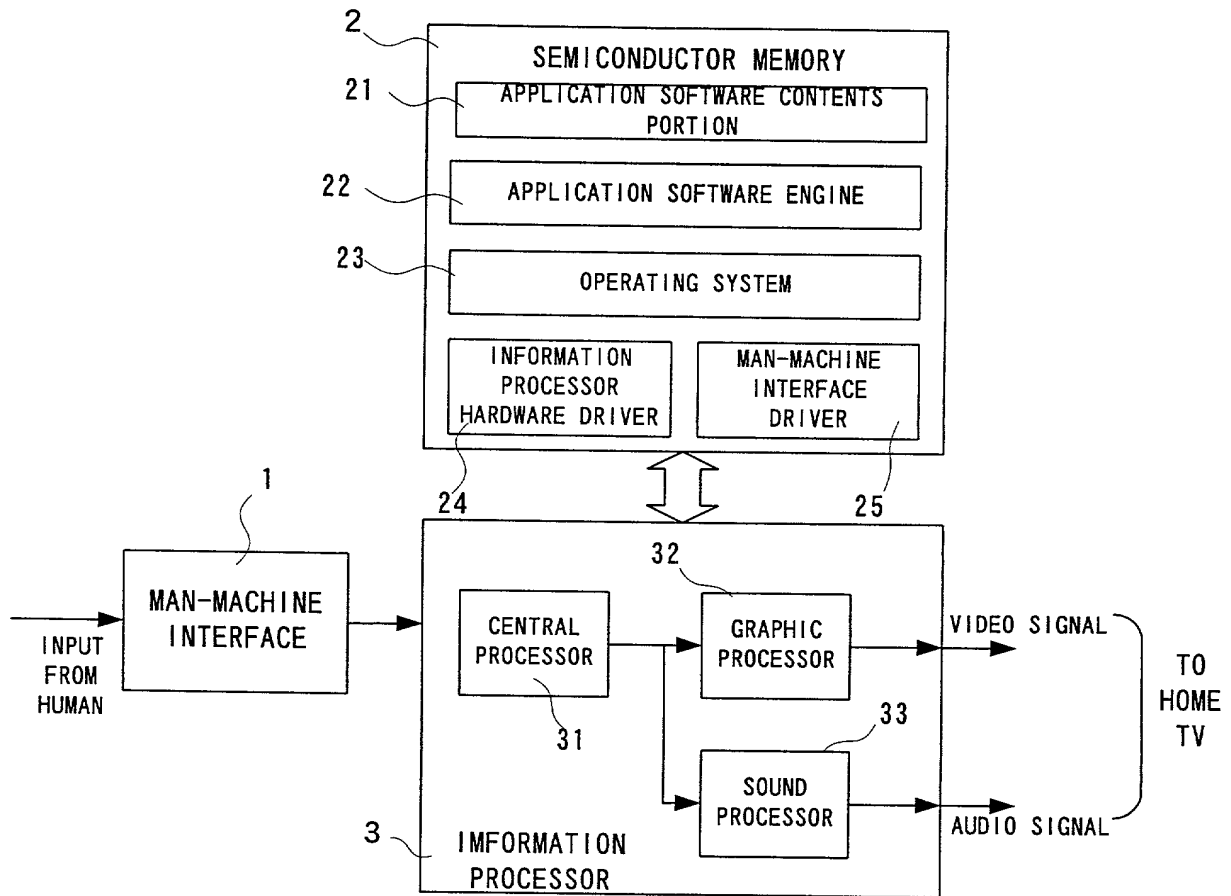 2
SEMICONDUCTOR MEMORY
21
APPLICATION SOFTWARE CONTENTS
PORTION
22
APPLICATION SOFTWARE ENGINE
23
OPERATING SYSTEM
INFORMATION
PROCESSOR
HARDWARE DRIVER
MAN-MACHINE
INTERFACE
DRIVER
24
25
1
MAN-MACHINE
INTERFACE
INPUT
FROM
HUMAN
32
CENTRAL
PROCESSOR
31
GRAPHIC
PROCESSOR
33
SOUND
PROCESSOR
3
IMFORMATION
PROCESSOR
VIDEO SIGNAL
AUDIO SIGNAL
TO
HOME
TV